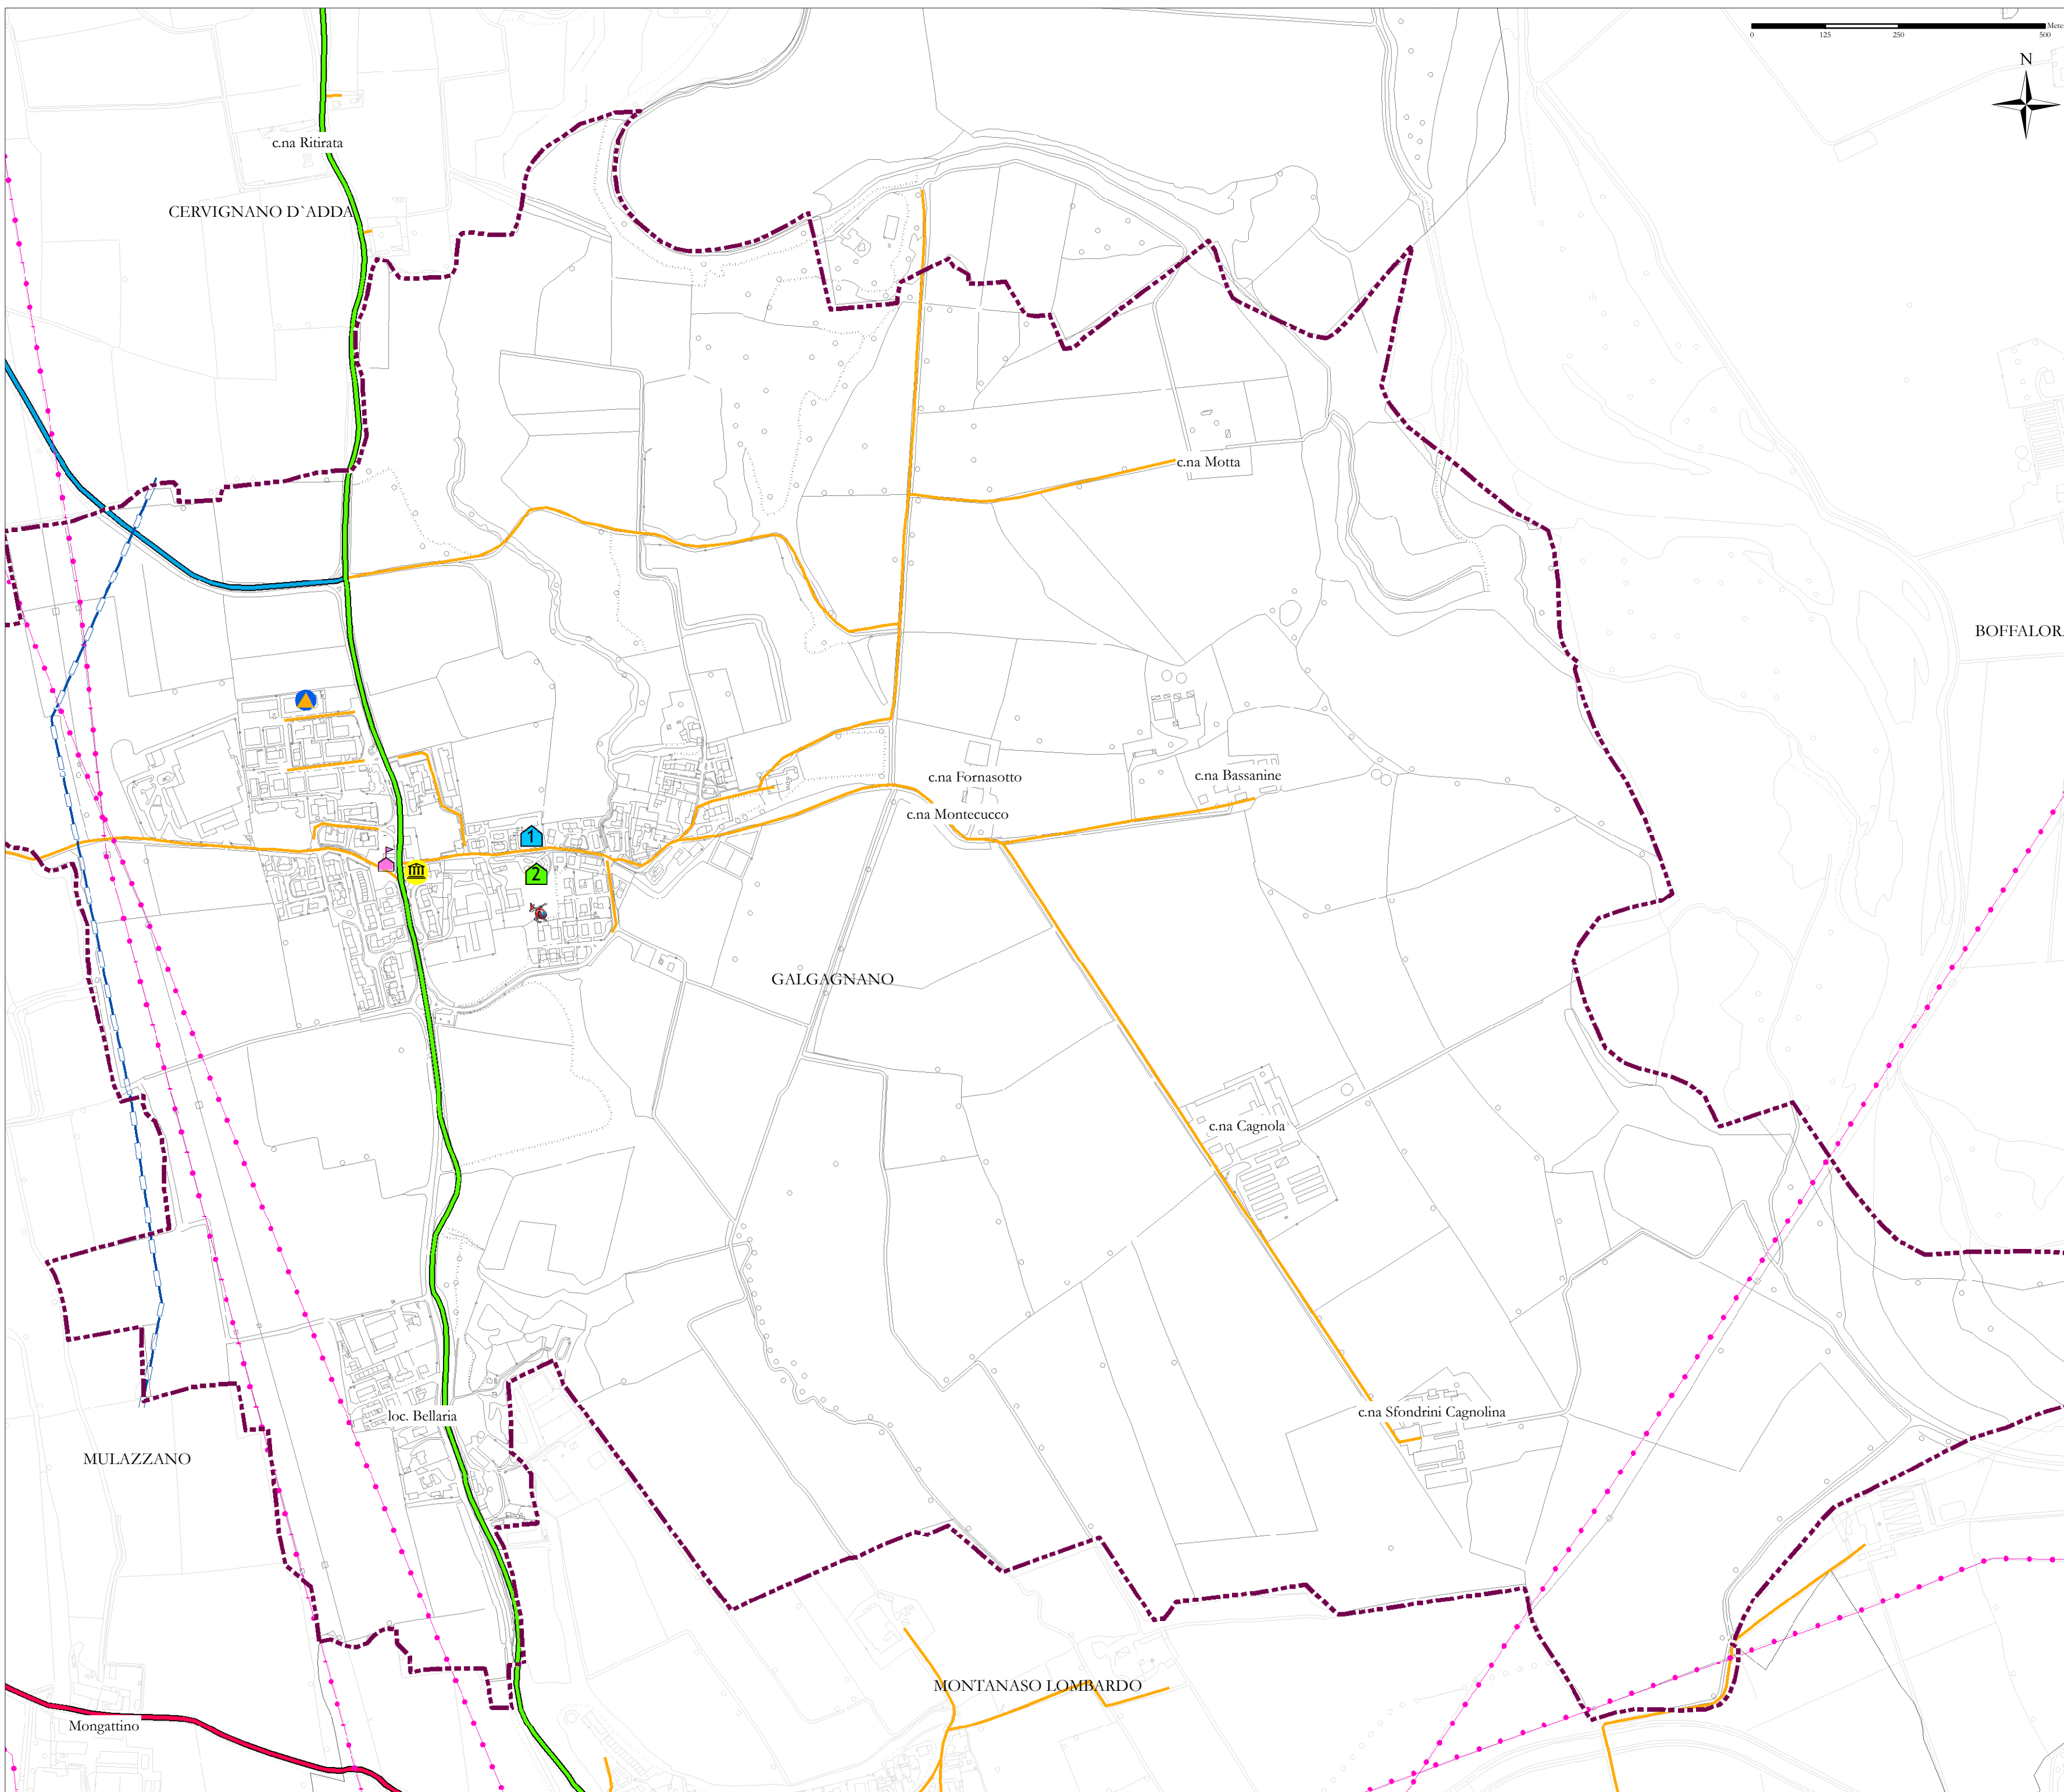 Mete
0 125 250 500
N
c.na Ritirata
CERVIGNANO D`ADDA
c.na Motta
BOFFALOR
c.na Fornasotto
c.na Bassanine
c.na Montecucco
1
2
GALGAGNANO
c.na Cagnola
c.na Sfondrini Cagnolina
loc. Bellaria
MULAZZANO
MONTANASO LOMBARDO
Mongattino